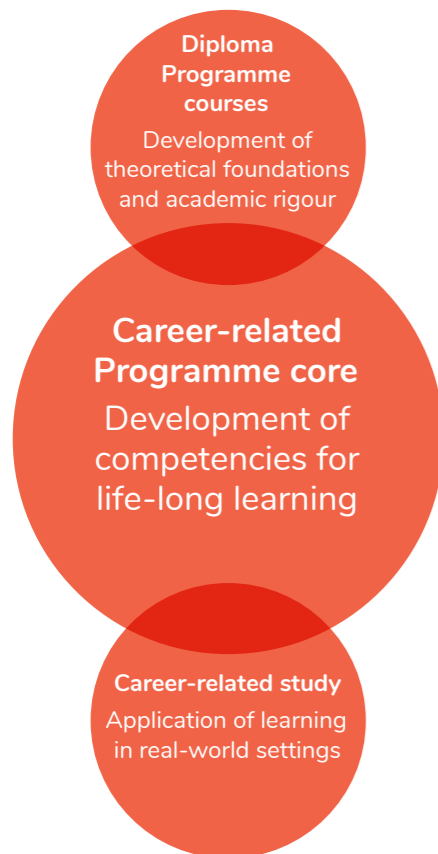 Diploma
Programme
courses
Development of
theoretical foundations
and academic rigour
Career-related
Programme core
Development of
competencies for
life-long learning
Career-related study
Application of learning
in real-world settings